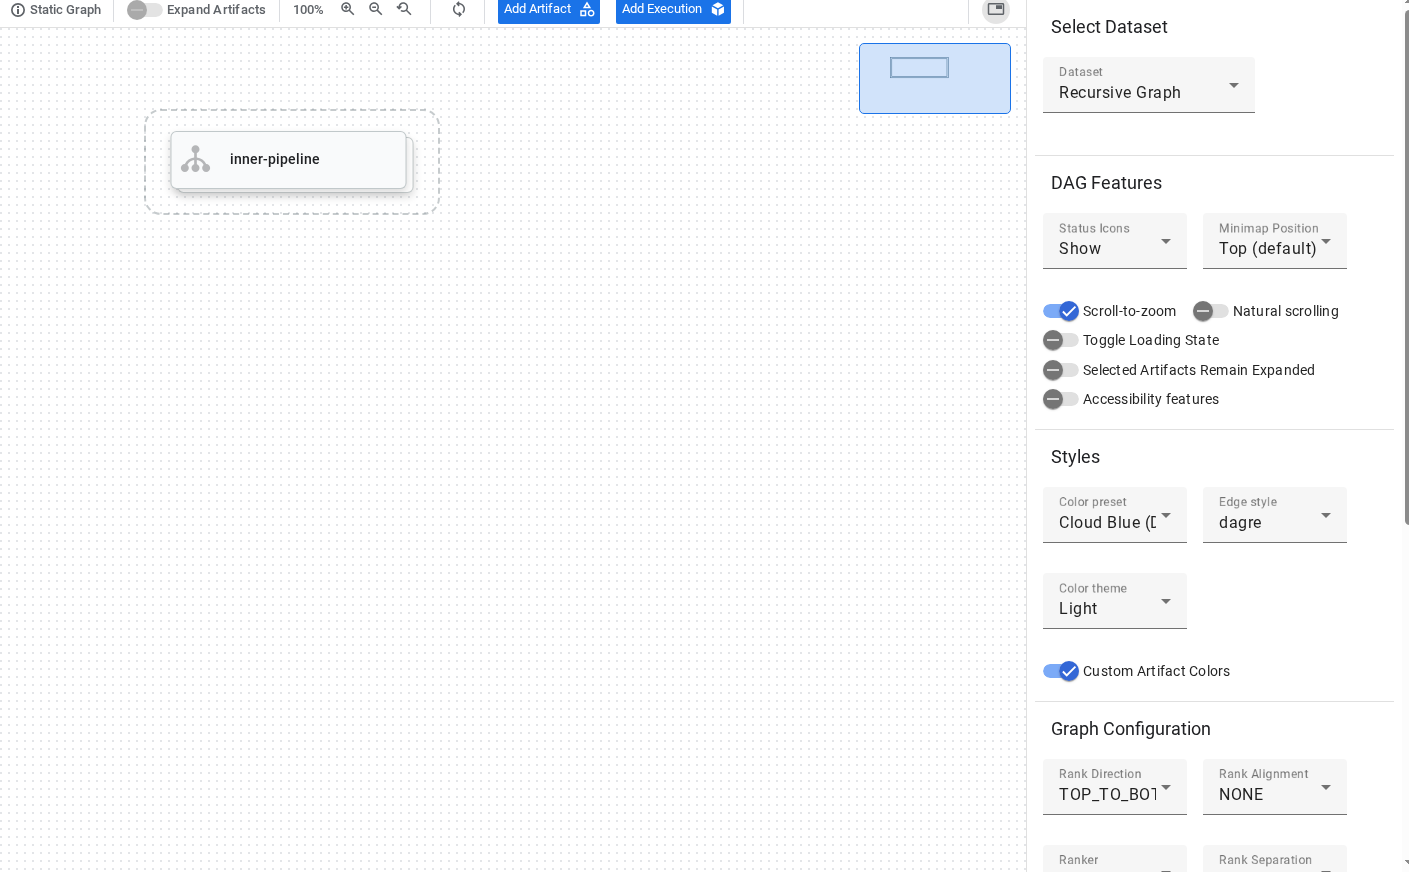 Static Graph
Expand Artifacts
100%
Add Artifact
Add Execution
inner-pipeline
Select Dataset
Dataset
Recursive Graph
DAG Features
Status Icons
Show
Minimap Position
Top (default)
Scroll-to-zoom
Natural scrolling
Toggle Loading State
Selected Artifacts Remain Expanded
Accessibility features
Styles
Color preset
Cloud Blue (D
Edge style
dagre
Color theme
Light
Custom Artifact Colors
Graph Configuration
Rank Direction
TOP_TO_BOT
Rank Alignment
NONE
Ranker
Rank Separation